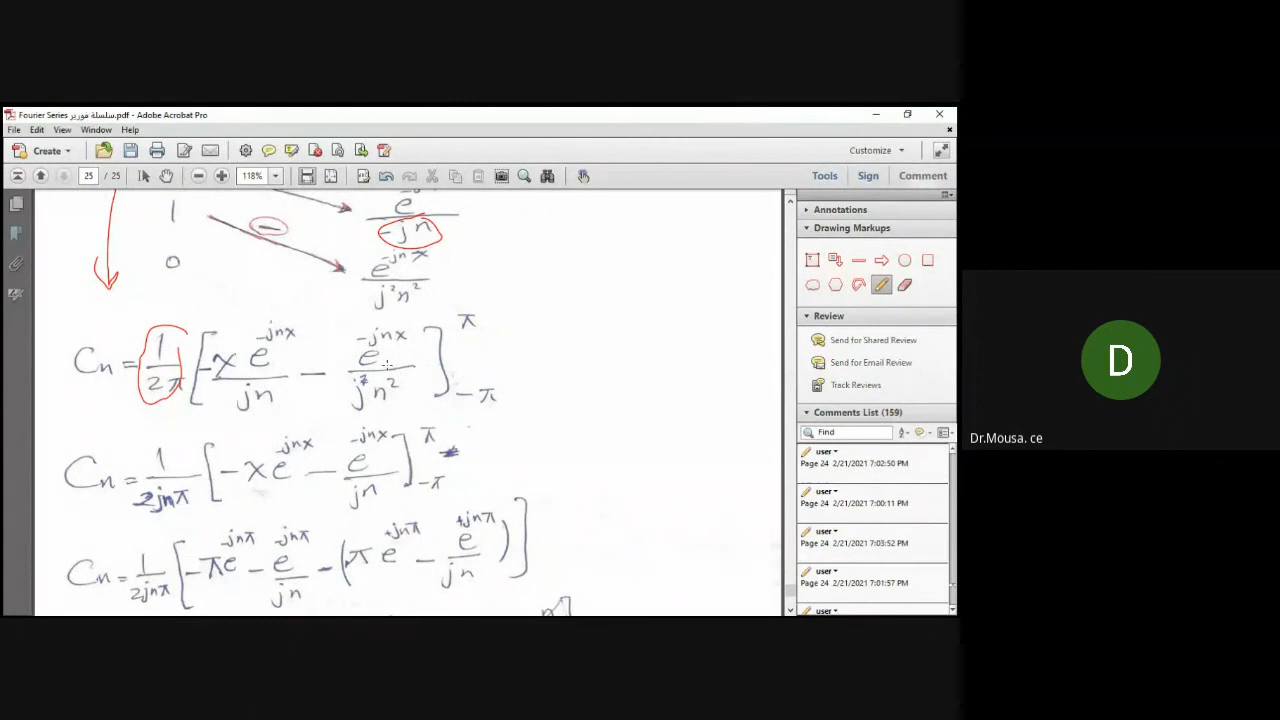 Fourier Series سلسلة فورير.pdf - Adobe Acrobat Pro
File Edit View Window Help
Create Customize
25 / 25 118% Tools Sign Comment
Annotations
Drawing Markups
Review
Send for Shared Review
Send for Email Review
Track Reviews
Comments List (159)
Find
user
Page 24 2/21/2021 7:02:50 PM
user
Page 24 2/21/2021 7:00:11 PM
user
Page 24 2/21/2021 7:03:52 PM
user
Page 24 2/21/2021 7:01:57 PM
user
1 − e / -jn
0 e^{-jnx} / j²n²
Cn = 1/2π [ -x e^{-jnx} / jn − e^{-jnx} / j²n² ]^{π}_{-π}
Cn = 1/2jnπ [ -x e^{-jnx} − e^{-jnx} / jn ]^{π}_{-π}
Cn = 1/2jnπ [ -π e^{-jnπ} − e^{-jnπ} / jn − ( π e^{+jnπ} − e^{+jnπ} / jn ) ]
D
Dr.Mousa. ce